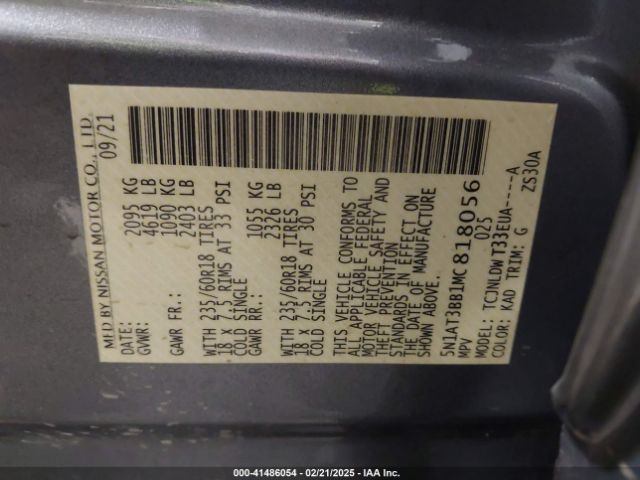 MFD BY NISSAN MOTOR CO., LTD.
DATE: 09/21
GVWR: 2095 KG
4619 LB
GAWR FR.: 1090 KG
2403 LB
WITH 235/60R18 TIRES
18 X 7.5 RIMS AT 33 PSI
COLD SINGLE
GAWR RR.: 1055 KG
2326 LB
WITH 235/60R18 TIRES
18 X 7.5 RIMS AT 30 PSI
COLD SINGLE
THIS VEHICLE CONFORMS TO
ALL APPLICABLE FEDERAL
MOTOR VEHICLE SAFETY AND
THEFT PREVENTION
STANDARDS IN EFFECT ON
THE DATE OF MANUFACTURE
SHOWN ABOVE.
5N1AT3BB1MC818056
MPV 025
MODEL: TCJNLDWT33EUA----A
COLOR: KAD TRIM: G ZS30A
000-41486054 - 02/21/2025 - IAA Inc.